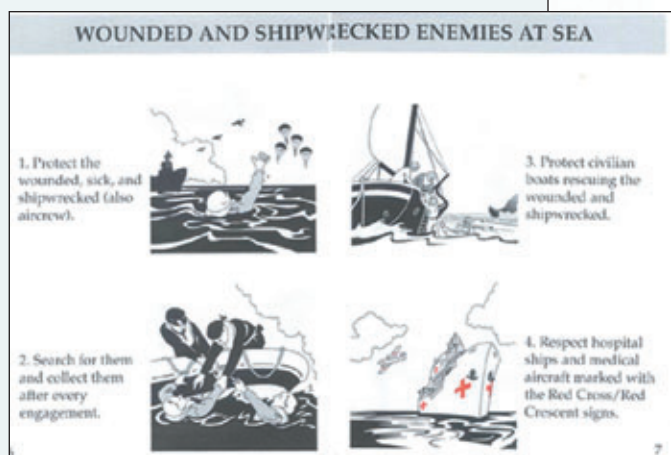 WOUNDED AND SHIPWRECKED ENEMIES AT SEA
1. Protect the
wounded, sick, and
shipwrecked (also
aircrew).
2. Search for them
and collect them
after every
engagement.
3. Protect civilian
boats rescuing the
wounded and
shipwrecked.
4. Respect hospital
ships and medical
aircraft marked with
the Red Cross/Red
Crescent signs.
7